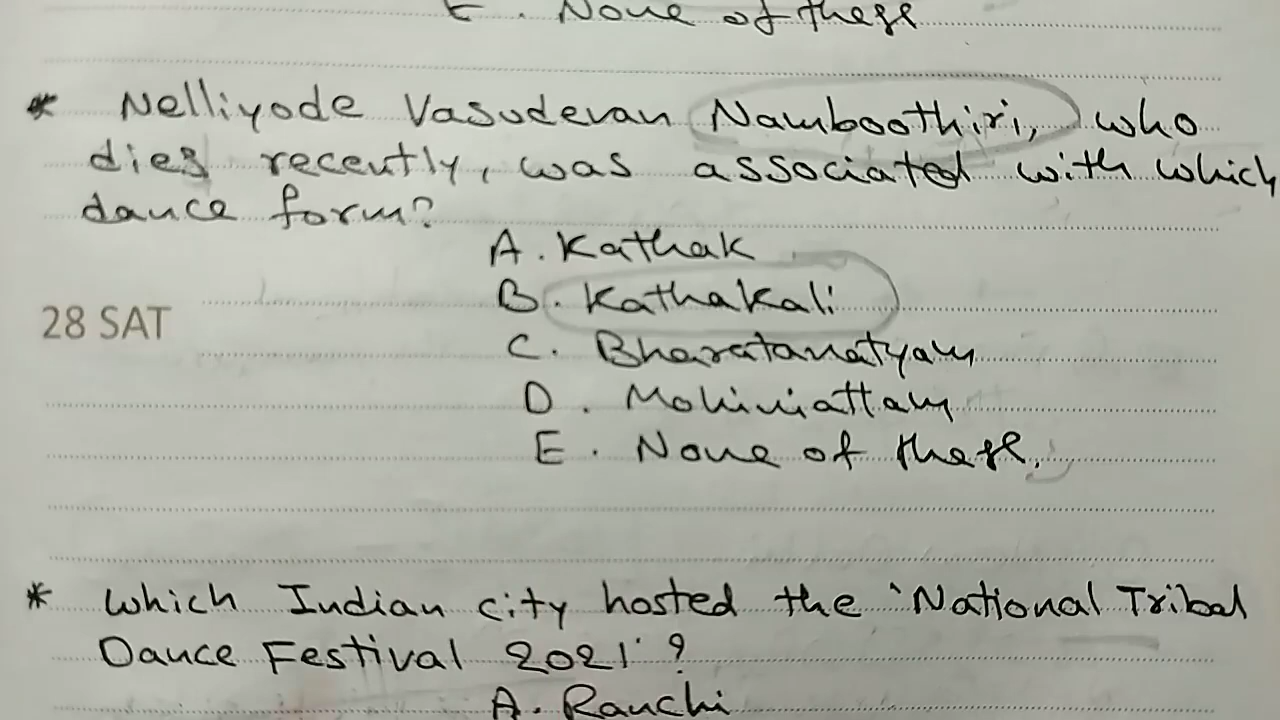 E. None of these
* Nelliyode Vasudevan Namboothiri, who
dies recently, was associated with which
dance form?
A. Kathak
B. Kathakali
28 SAT
C. Bharatanatyam
D. Mohiniattam
E. None of these.
* Which Indian city hosted the 'National Tribal
Dance Festival 2021'?
A. Ranchi